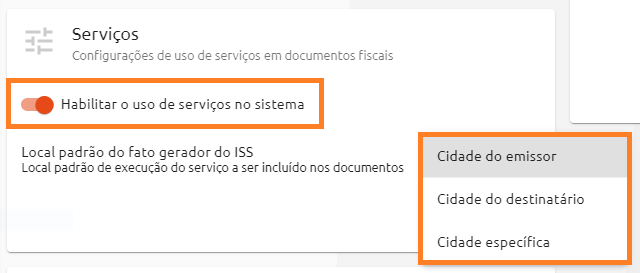 Serviços
Configurações de uso de serviços em documentos fiscais
Habilitar o uso de serviços no sistema
Local padrão do fato gerador do ISS
Local padrão de execução do serviço a ser incluído nos documentos
Cidade do emissor
Cidade do destinatário
Cidade específica